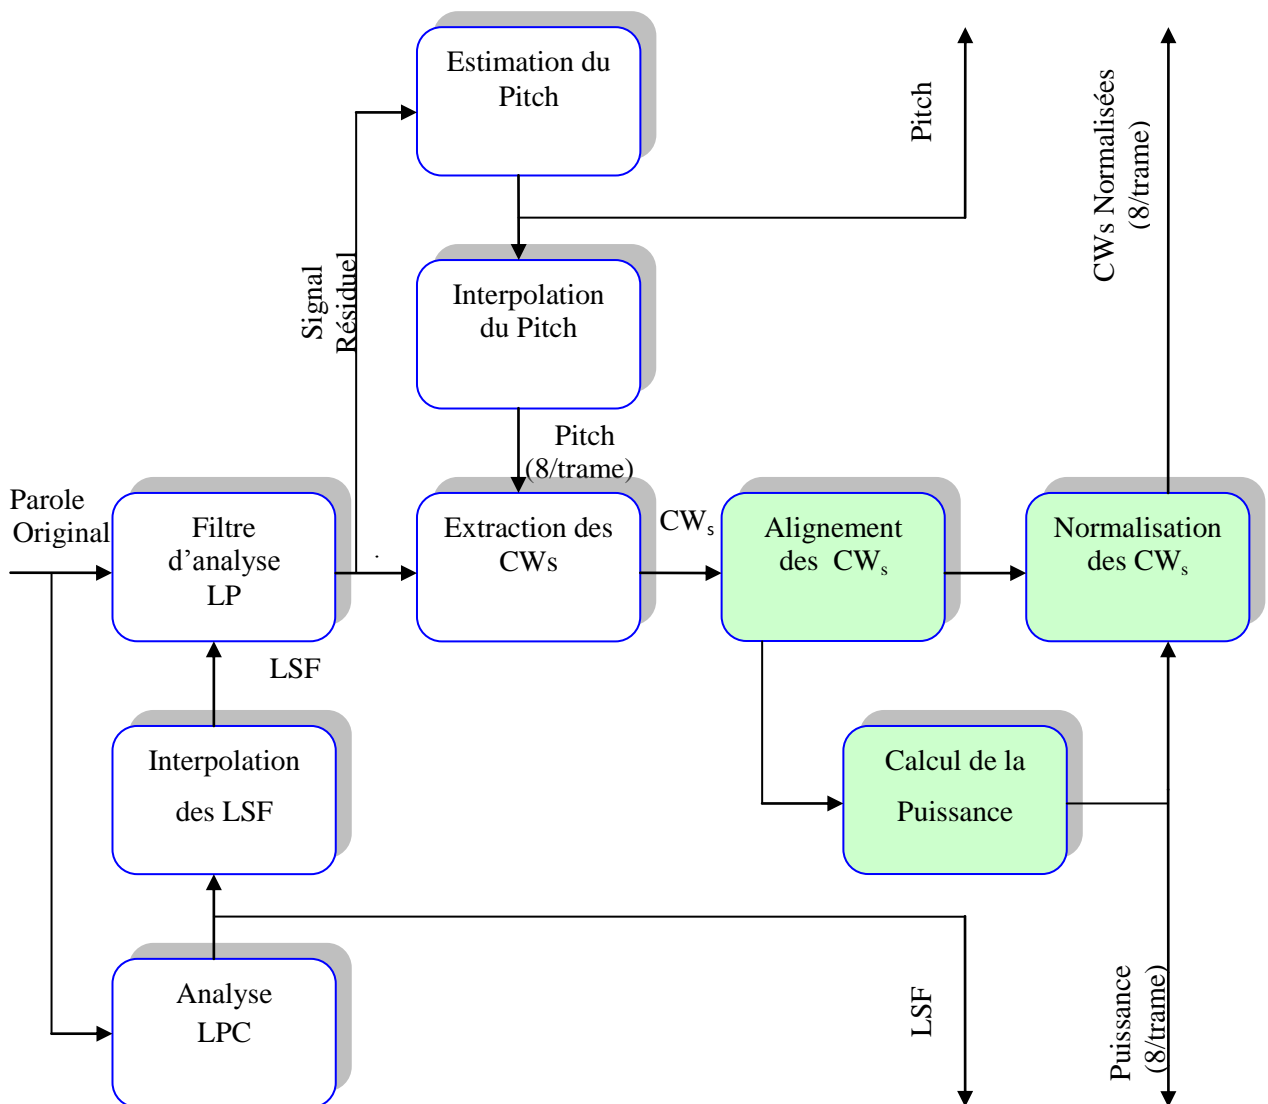 Estimation du
Pitch
Pitch
CWs Normalisées
(8/trame)
Signal
Résiduel
Interpolation
du Pitch
Pitch
(8/trame)
Parole
Original
Filtre
d’analyse
LP
Extraction des
CWs
CWs
Alignement
des CWs
Normalisation
des CWs
LSF
Interpolation
des LSF
Calcul de la
Puissance
Analyse
LPC
LSF
Puissance
(8/trame)